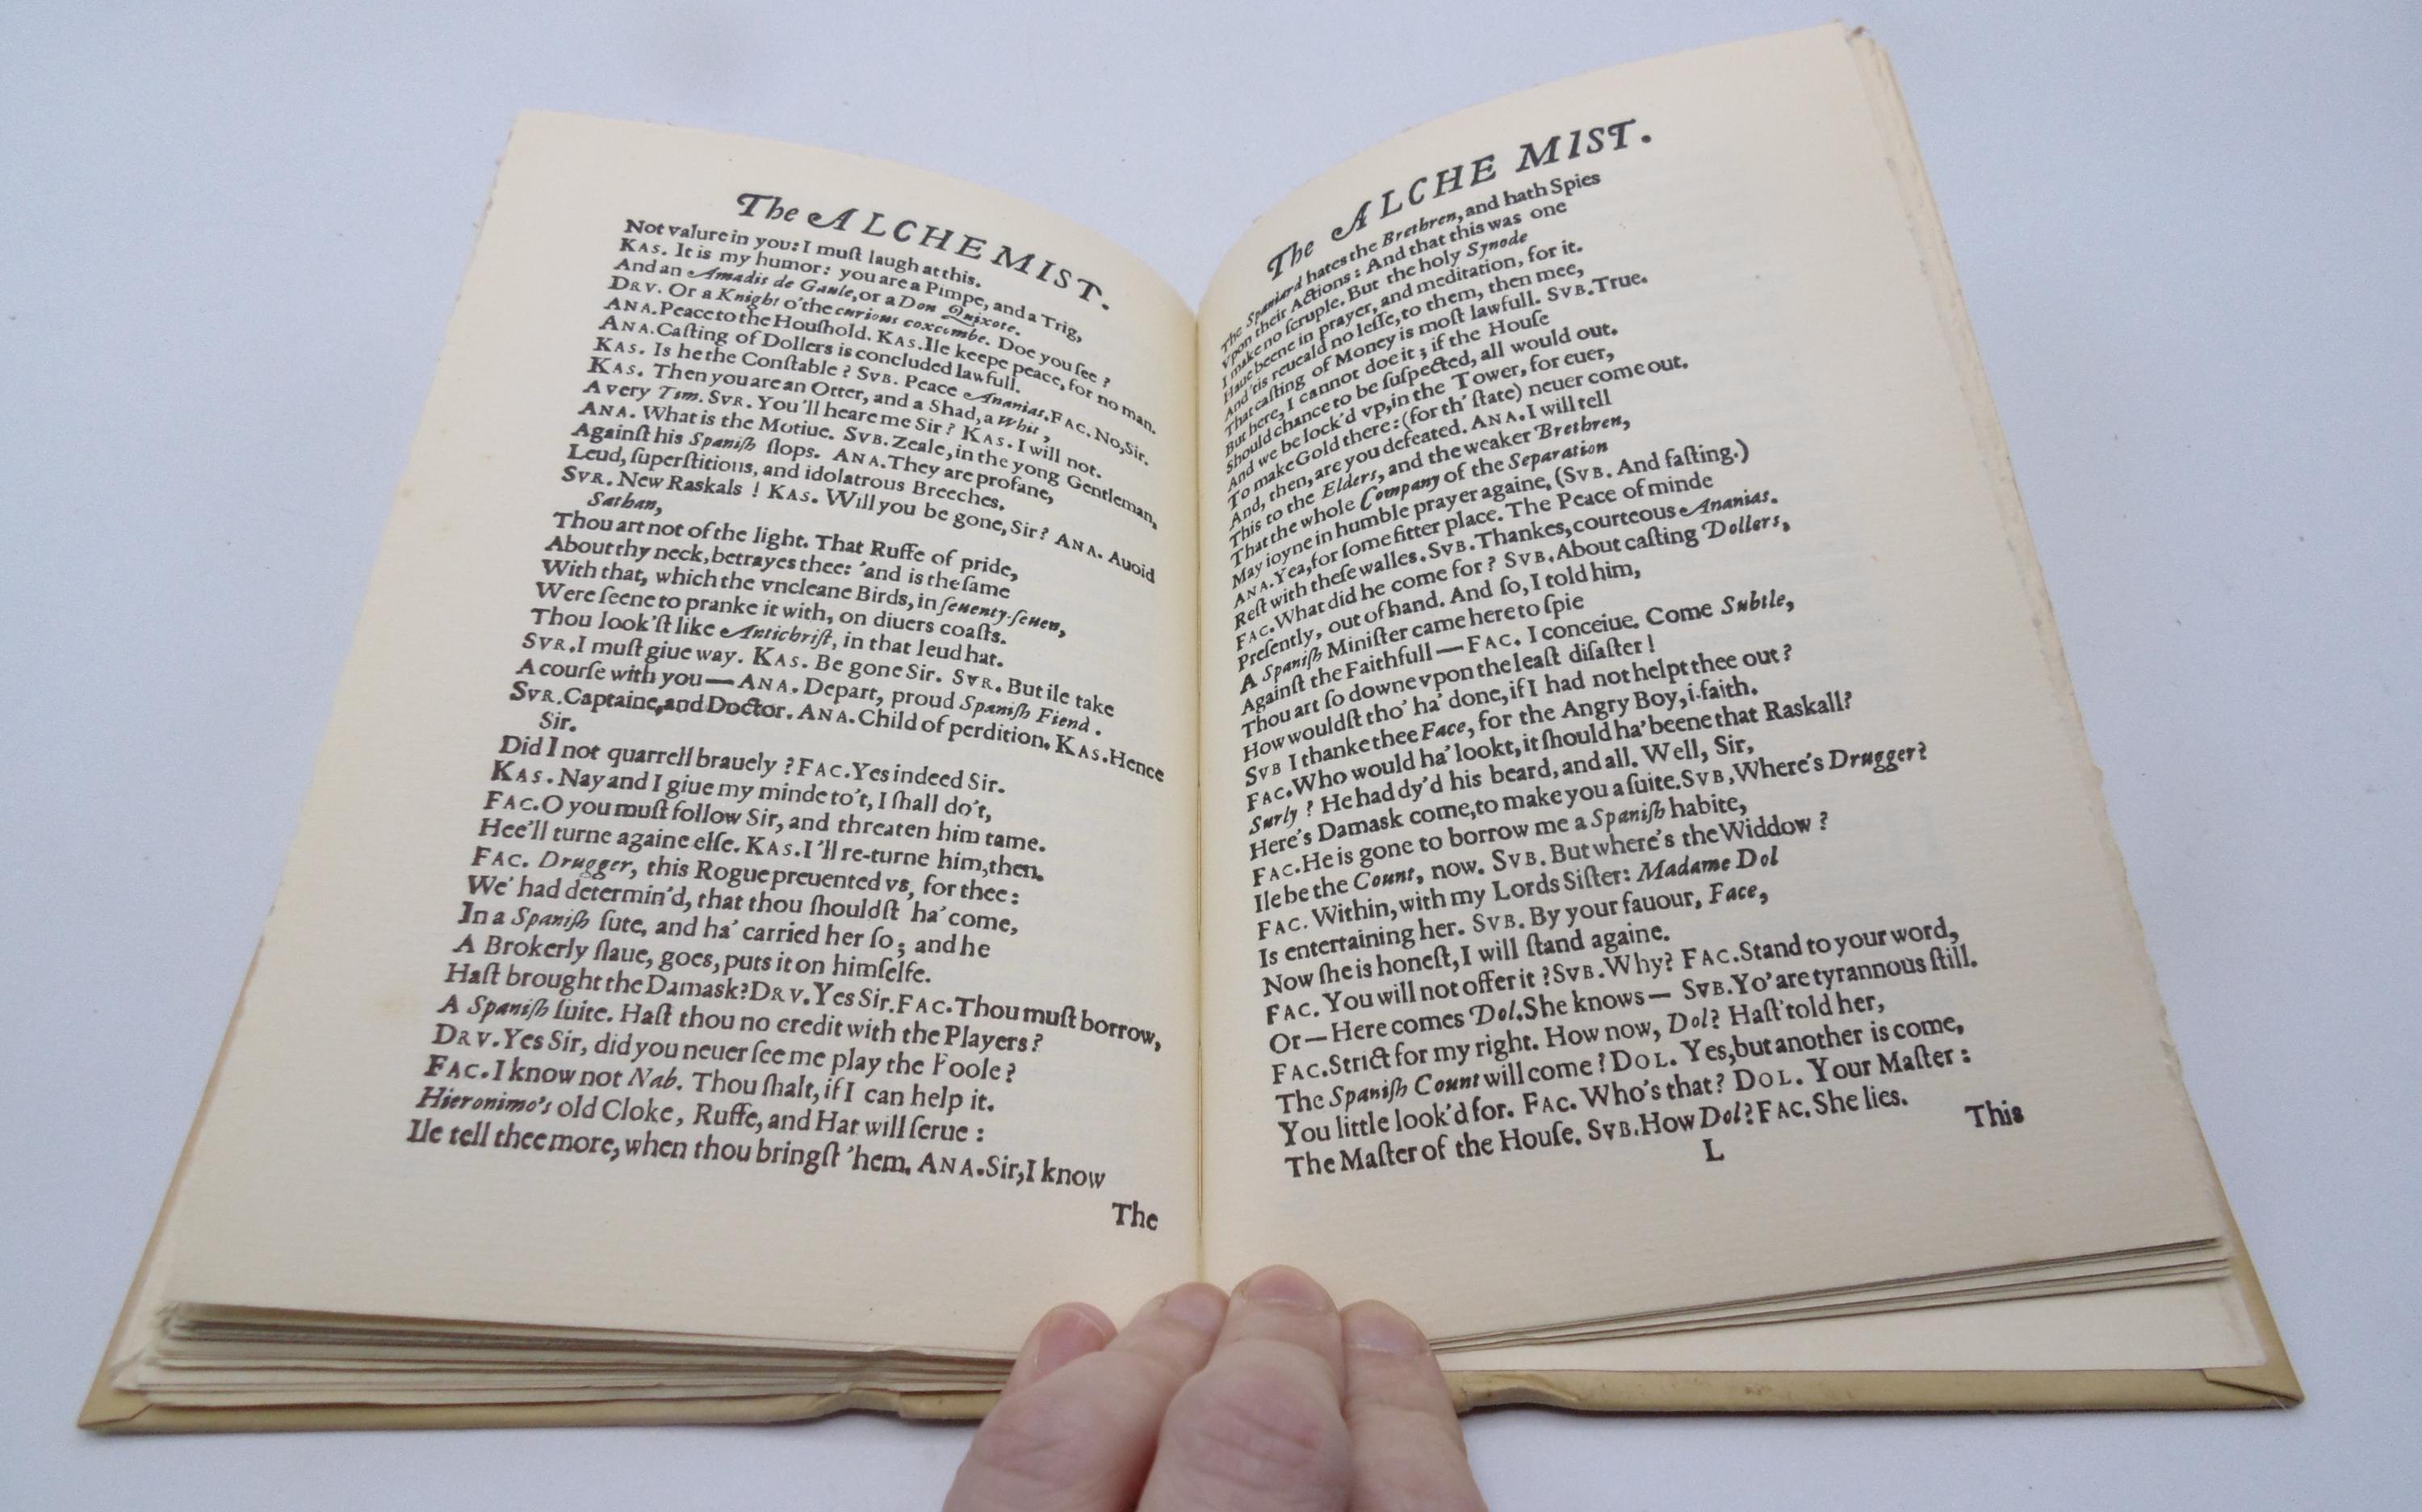 The ALCHEMIST.
Not valure in you: I muſt laugh at this.
KAS. It is my humor: you are a Pimpe, and a Trig,
And an Amadis de Gaule, or a Don Quixote.
DRV. Or a Knight o'the curious coxcombe. Doe you ſee?
ANA. Peace to the Houſhold. KAS. Ile keepe peace, for no man.
ANA. Caſting of Dollers is concluded lawfull.
KAS. Is he the Conſtable? SVB. Peace Ananias. FAC. No, Sir.
KAS. Then you are an Otter, and a Shad, a Whit,
A very Tim. SVR. You'll heare me Sir? KAS. I will not.
ANA. What is the Motiue. SVB. Zeale, in the yong Gentleman,
Againſt his Spaniſh ſlops. ANA. They are profane,
Leud, ſuperſtitious, and idolatrous Breeches.
SVR. New Raskals! KAS. Will you be gone, Sir? ANA. Auoid
Sathan,
Thou art not of the light. That Ruffe of pride,
About thy neck, betrayes thee: 'and is the ſame
With that, which the vncleane Birds, in ſeuenty-ſeuen,
Were ſeene to pranke it with, on diuers coaſts.
Thou look'ſt like Antichriſt, in that leud hat.
SVR. I muſt giue way. KAS. Be gone Sir. SVR. But ile take
A courſe with you — ANA. Depart, proud Spaniſh Fiend.
SVR. Captaine, and Doctor. ANA. Child of perdition. KAS. Hence
Sir.
Did I not quarrell brauely? FAC. Yes indeed Sir.
KAS. Nay and I giue my minde to't, I ſhall do't,
FAC. O you muſt follow Sir, and threaten him tame.
Hee'll turne againe elſe. KAS. I'll re-turne him, then.
FAC. Drugger, this Rogue preuented vs, for thee:
We' had determin'd, that thou ſhouldſt ha' come,
In a Spaniſh ſute, and ha' carried her ſo; and he
A Brokerly ſlaue, goes, puts it on himſelfe.
Haſt brought the Damask? DRV. Yes Sir. FAC. Thou muſt borrow,
A Spaniſh ſuite. Haſt thou no credit with the Players?
DRV. Yes Sir, did you neuer ſee me play the Foole?
FAC. I know not Nab. Thou ſhalt, if I can help it.
Hieronimo's old Cloke, Ruffe, and Hat will ſerue:
Ile tell thee more, when thou bringſt 'hem. ANA. Sir, I know
The
The ALCHE MIST.
The Spaniard hates the Brethren, and hath Spies
Vpon their Actions: And that this was one
I make no ſcruple. But the holy Synode
Haue beene in prayer, and meditation, for it.
And 'tis reueald no leſſe, to them, then mee,
That caſting of Money is moſt lawfull. SVB. True.
But here, I cannot doe it; if the Houſe
Should chance to be ſuſpected, all would out.
And we be lock'd vp, in the Tower, for euer,
To make Gold there: (for th' ſtate) neuer come out.
And, then, are you defeated. ANA. I will tell
This to the Elders, and the weaker Brethren,
That the whole Company of the Separation
May ioyne in humble prayer againe. (SVB. And faſting.)
ANA. Yea, for ſome fitter place. The Peace of minde
Reſt with theſe walles. SVB. Thankes, courteous Ananias.
FAC. What did he come for? SVB. About caſting Dollers,
Preſently, out of hand. And ſo, I told him,
A Spaniſh Miniſter came here to ſpie
Againſt the Faithfull — FAC. I conceiue. Come Subtle,
Thou art ſo downe vpon the leaſt diſaſter!
How wouldſt tho' ha' done, if I had not helpt thee out?
SVB I thanke thee Face, for the Angry Boy, i-faith.
FAC. Who would ha' lookt, it ſhould ha' beene that Raskall?
Surly? He had dy'd his beard, and all. Well, Sir,
Here's Damask come, to make you a ſuite. SVB, Where's Drugger?
FAC. He is gone to borrow me a Spaniſh habite,
Ile be the Count, now. SVB. But where's the Widdow?
FAC. Within, with my Lords Siſter: Madame Dol
Is entertaining her. SVB. By your fauour, Face,
Now ſhe is honeſt, I will ſtand againe.
FAC. You will not offer it? SVB. Why? FAC. Stand to your word,
Or — Here comes Dol. She knows — SVB. Yo' are tyrannous ſtill.
FAC. Strict for my right. How now, Dol? Haſt' told her,
The Spaniſh Count will come? DOL. Yes, but another is come,
You little look'd for. FAC. Who's that? DOL. Your Maſter:
The Maſter of the Houſe. SVB. How Dol? FAC. She lies.
L
This